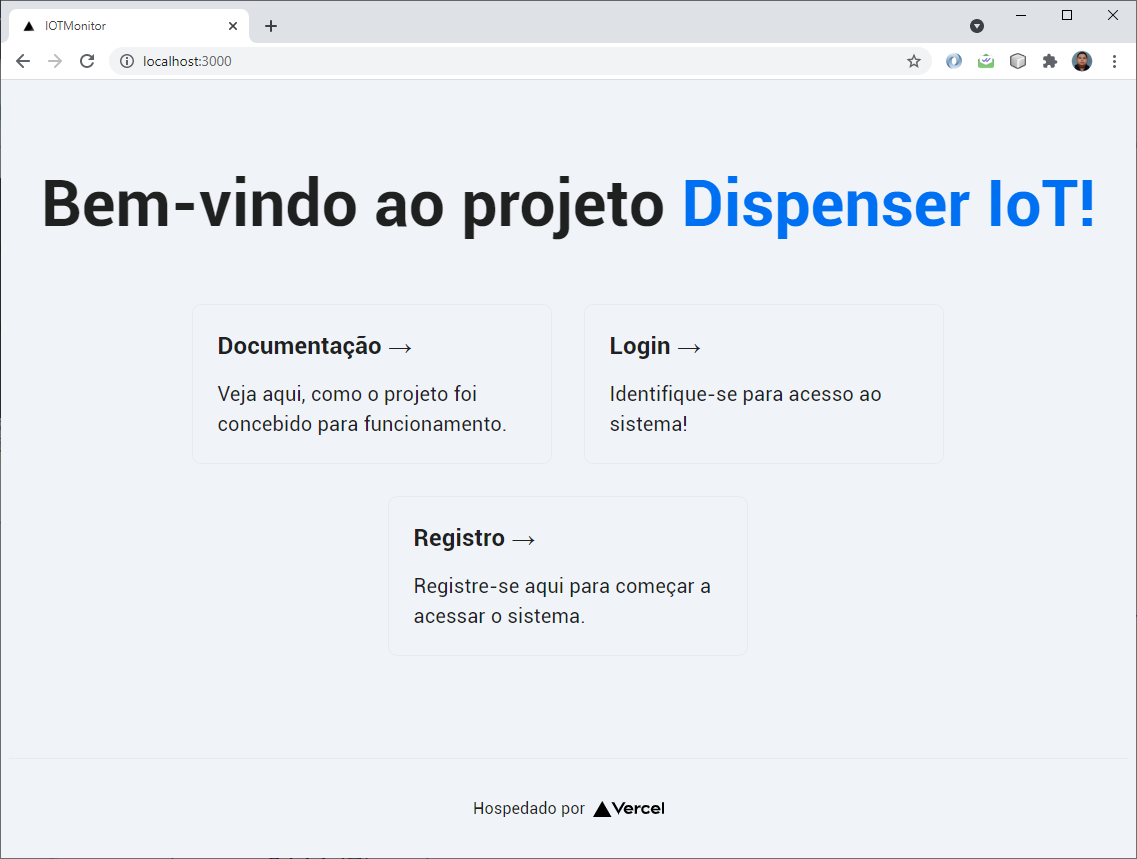 IOTMonitor
localhost:3000
Bem-vindo ao projeto Dispenser IoT!
Documentação →
Veja aqui, como o projeto foi
concebido para funcionamento.
Login →
Identifique-se para acesso ao
sistema!
Registro →
Registre-se aqui para começar a
acessar o sistema.
Hospedado por Vercel